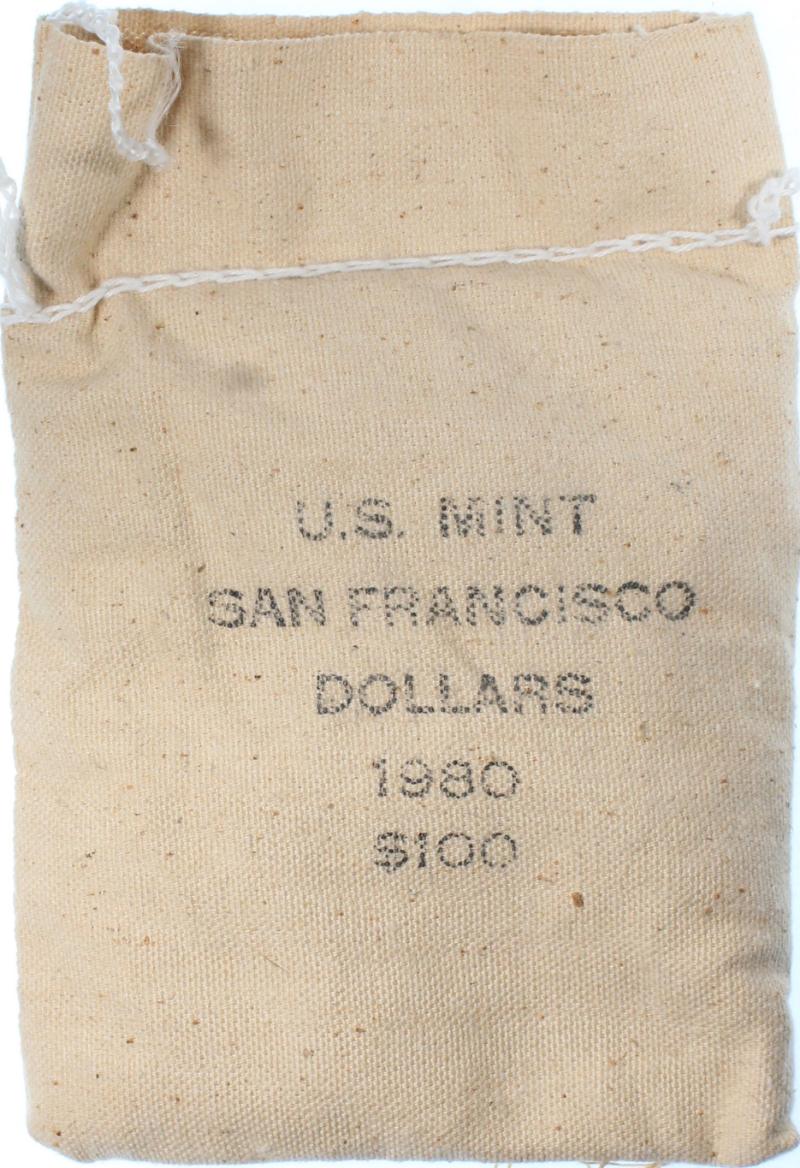 U.S. MINT
SAN FRANCISCO
DOLLARS
1980
$100